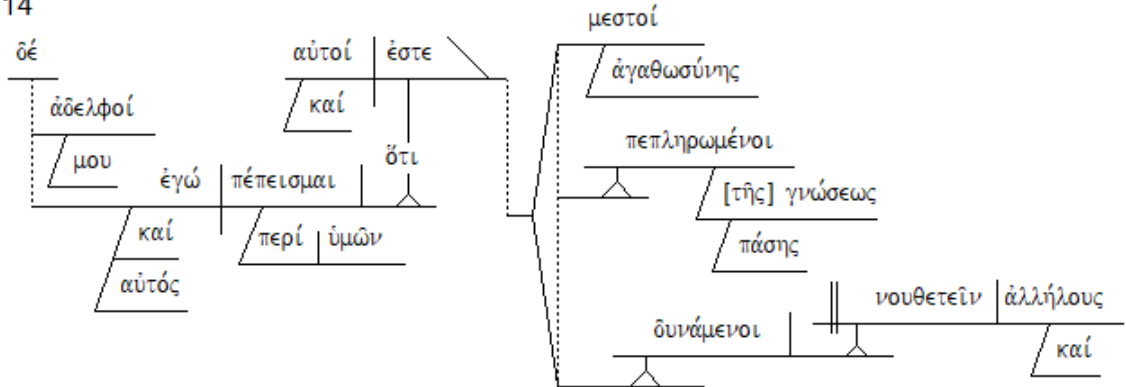 14
δέ
ἀδελφοί
μου
ἐγώ πέπεισμαι
καί
αὐτός
περί ὑμῶν
αὐτοί ἐστε
καί
ὅτι
μεστοί
ἀγαθωσύνης
πεπληρωμένοι
[τῆς] γνώσεως
πάσης
δυνάμενοι
νουθετεῖν ἀλλήλους
καί